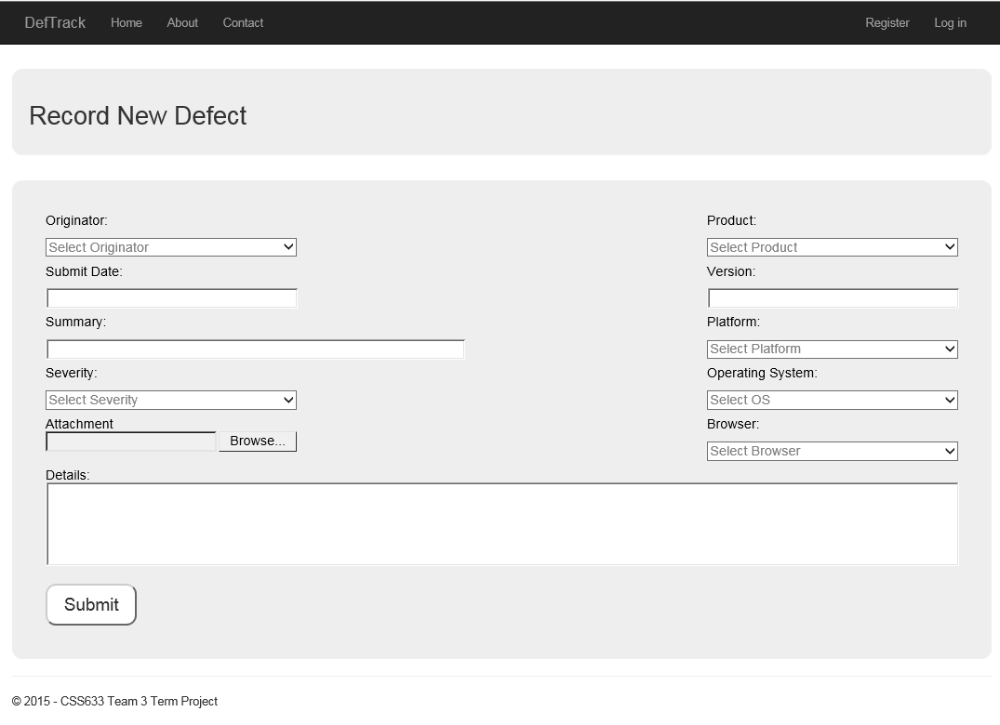 DefTrack Home About Contact Register Log in
Record New Defect
Originator: Product:
Select Originator Select Product
Submit Date: Version:
Summary: Platform:
Select Platform
Severity: Operating System:
Select Severity Select OS
Attachment Browser:
Browse...
Select Browser
Details:
Submit
© 2015 - CSS633 Team 3 Term Project